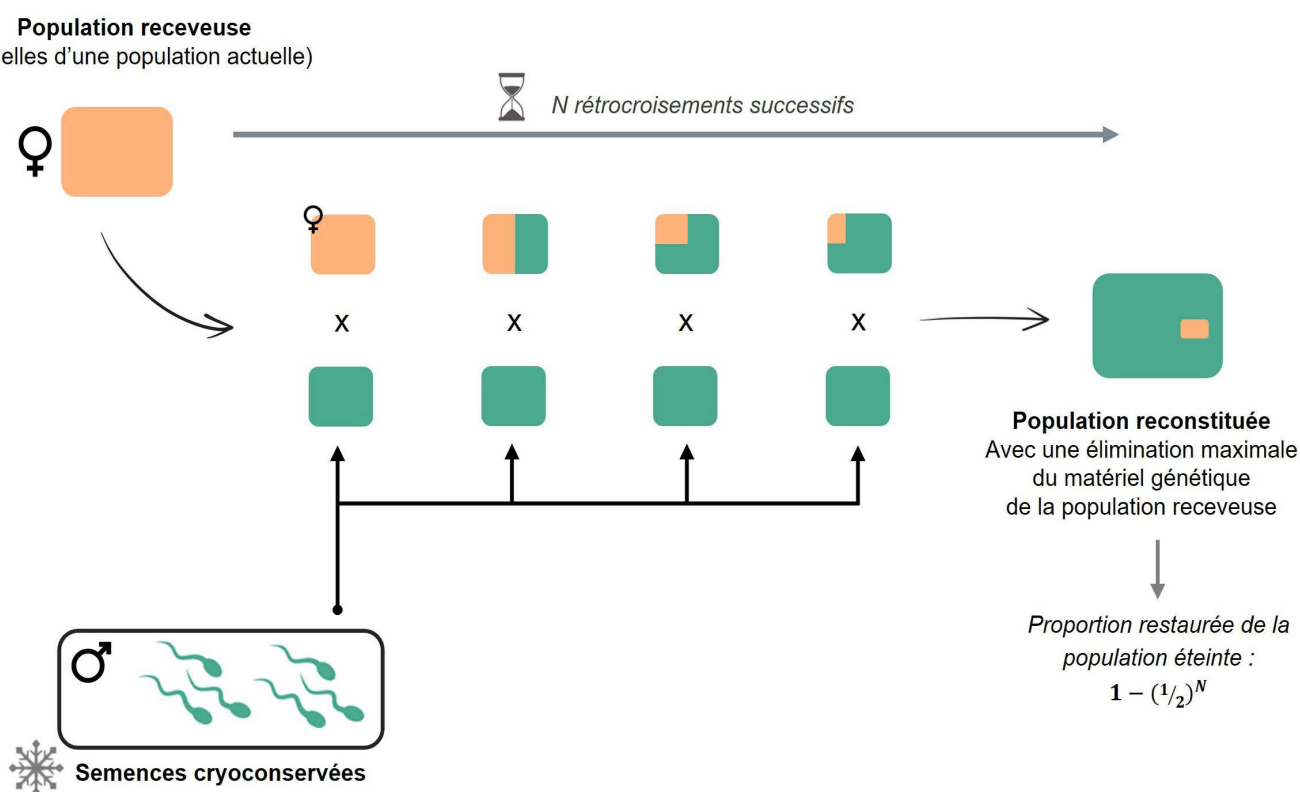 Population receveuse
elles d’une population actuelle)
N rétrocroisements successifs
X
X
X
X
Population reconstituée
Avec une élimination maximale
du matériel génétique
de la population receveuse
Proportion restaurée de la
population éteinte :
1 − (1/2)^N
Semences cryoconservées